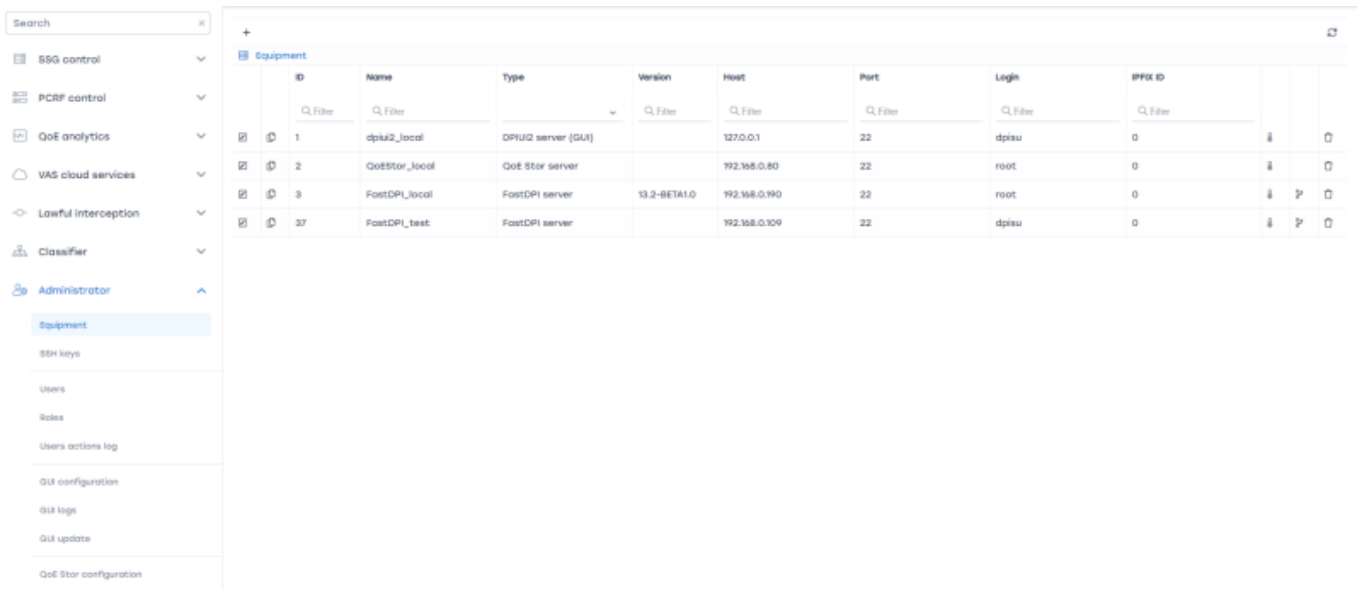 Search
SSG control
PCRF control
QoE analytics
VAS cloud services
Lawful interception
Classifier
Administrator
Equipment
SSH keys
Users
Roles
Users actions log
GUI configuration
GUI logs
GUI update
QoE Stor configuration
Equipment
ID Name Type Version Host Port Login IPFIX ID
Filter Filter Filter Filter Filter Filter Filter
1 dpiui2_local DPIUI2 server (GUI) 127.0.0.1 22 dpisu 0
2 QoEStor_local QoE Stor server 192.168.0.80 22 root 0
3 FastDPI_local FastDPI server 13.2-BETA1.0 192.168.0.190 22 root 0
37 FastDPI_test FastDPI server 192.168.0.109 22 dpisu 0